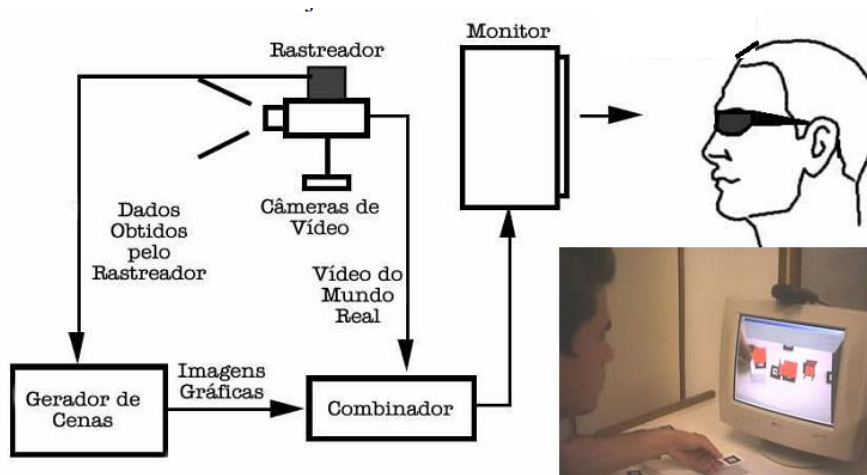 Rastreador
Monitor
Câmeras de
Vídeo
Dados
Obtidos
pelo
Rastreador
Vídeo do
Mundo
Real
Imagens
Gráficas
Gerador de
Cenas
Combinador